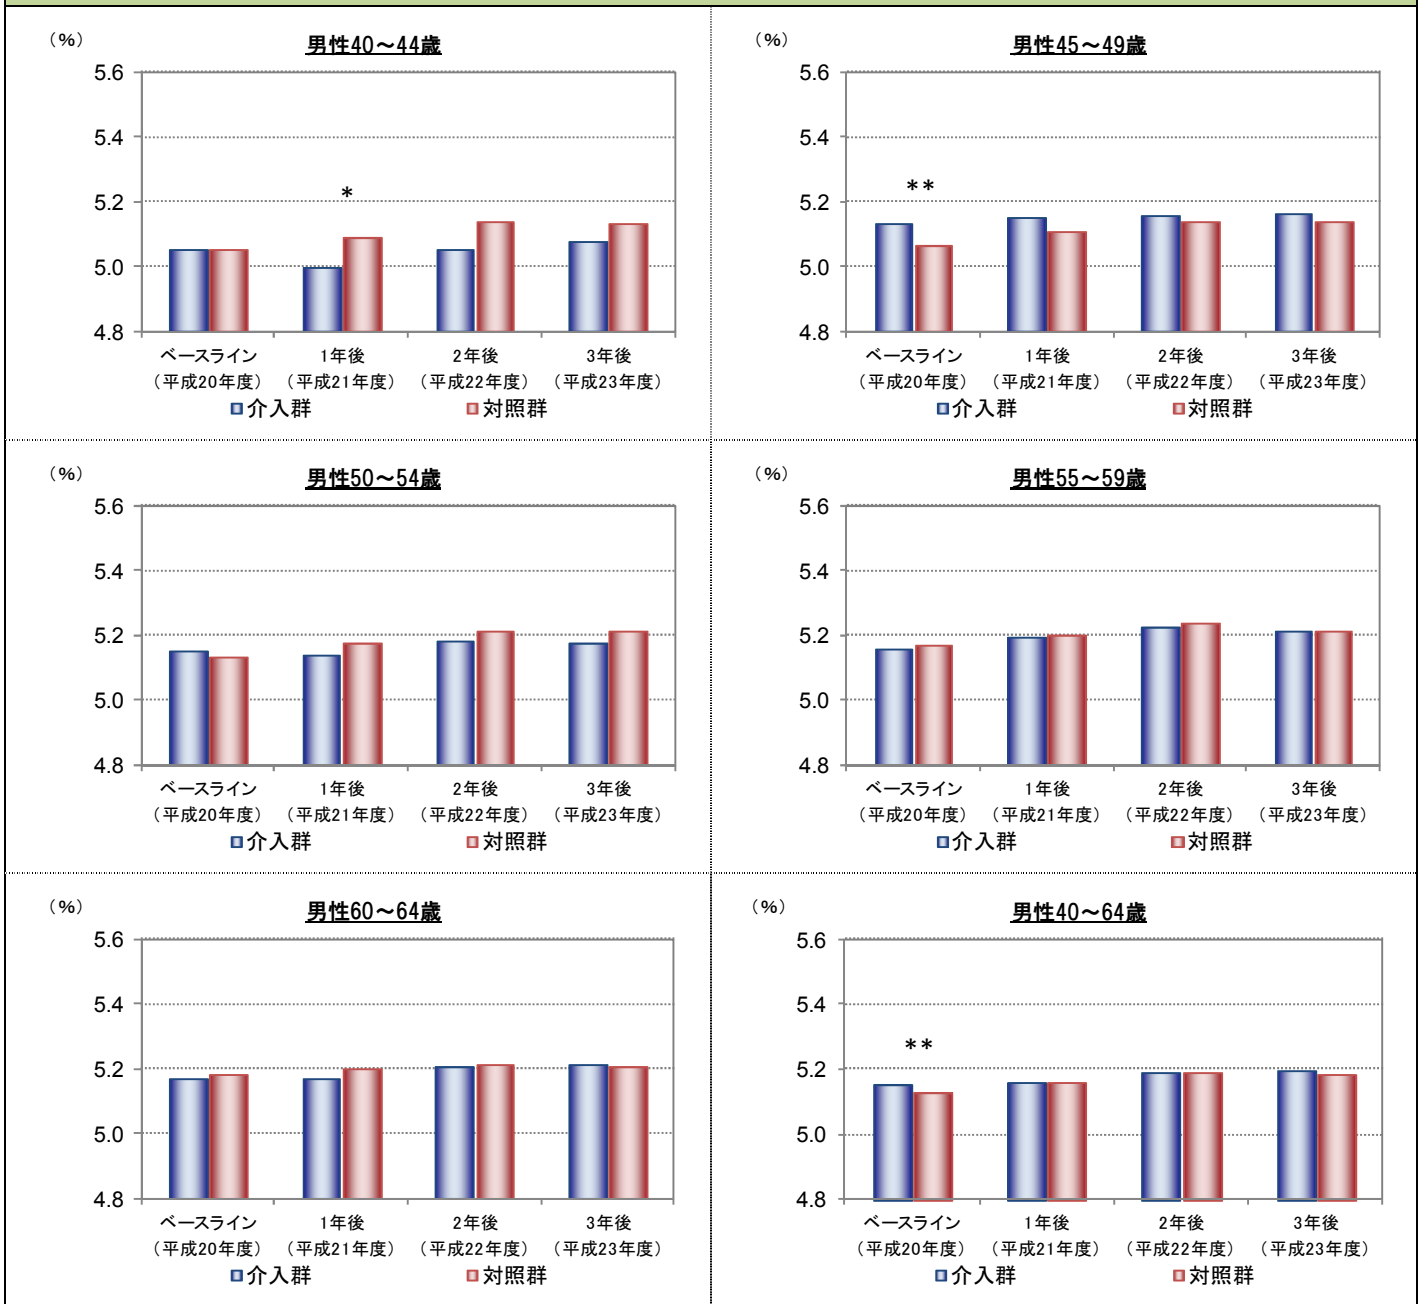 （%）
男性40～44歳
5.6
5.4
5.2
5.0
4.8
*
ベースライン 1年後 2年後 3年後
（平成20年度） （平成21年度） （平成22年度） （平成23年度）
介入群 対照群
（%）
男性45～49歳
5.6
5.4
5.2
5.0
4.8
**
ベースライン 1年後 2年後 3年後
（平成20年度） （平成21年度） （平成22年度） （平成23年度）
介入群 対照群
（%）
男性50～54歳
5.6
5.4
5.2
5.0
4.8
ベースライン 1年後 2年後 3年後
（平成20年度） （平成21年度） （平成22年度） （平成23年度）
介入群 対照群
（%）
男性55～59歳
5.6
5.4
5.2
5.0
4.8
ベースライン 1年後 2年後 3年後
（平成20年度） （平成21年度） （平成22年度） （平成23年度）
介入群 対照群
（%）
男性60～64歳
5.6
5.4
5.2
5.0
4.8
ベースライン 1年後 2年後 3年後
（平成20年度） （平成21年度） （平成22年度） （平成23年度）
介入群 対照群
（%）
男性40～64歳
5.6
5.4
5.2
5.0
4.8
**
ベースライン 1年後 2年後 3年後
（平成20年度） （平成21年度） （平成22年度） （平成23年度）
介入群 対照群